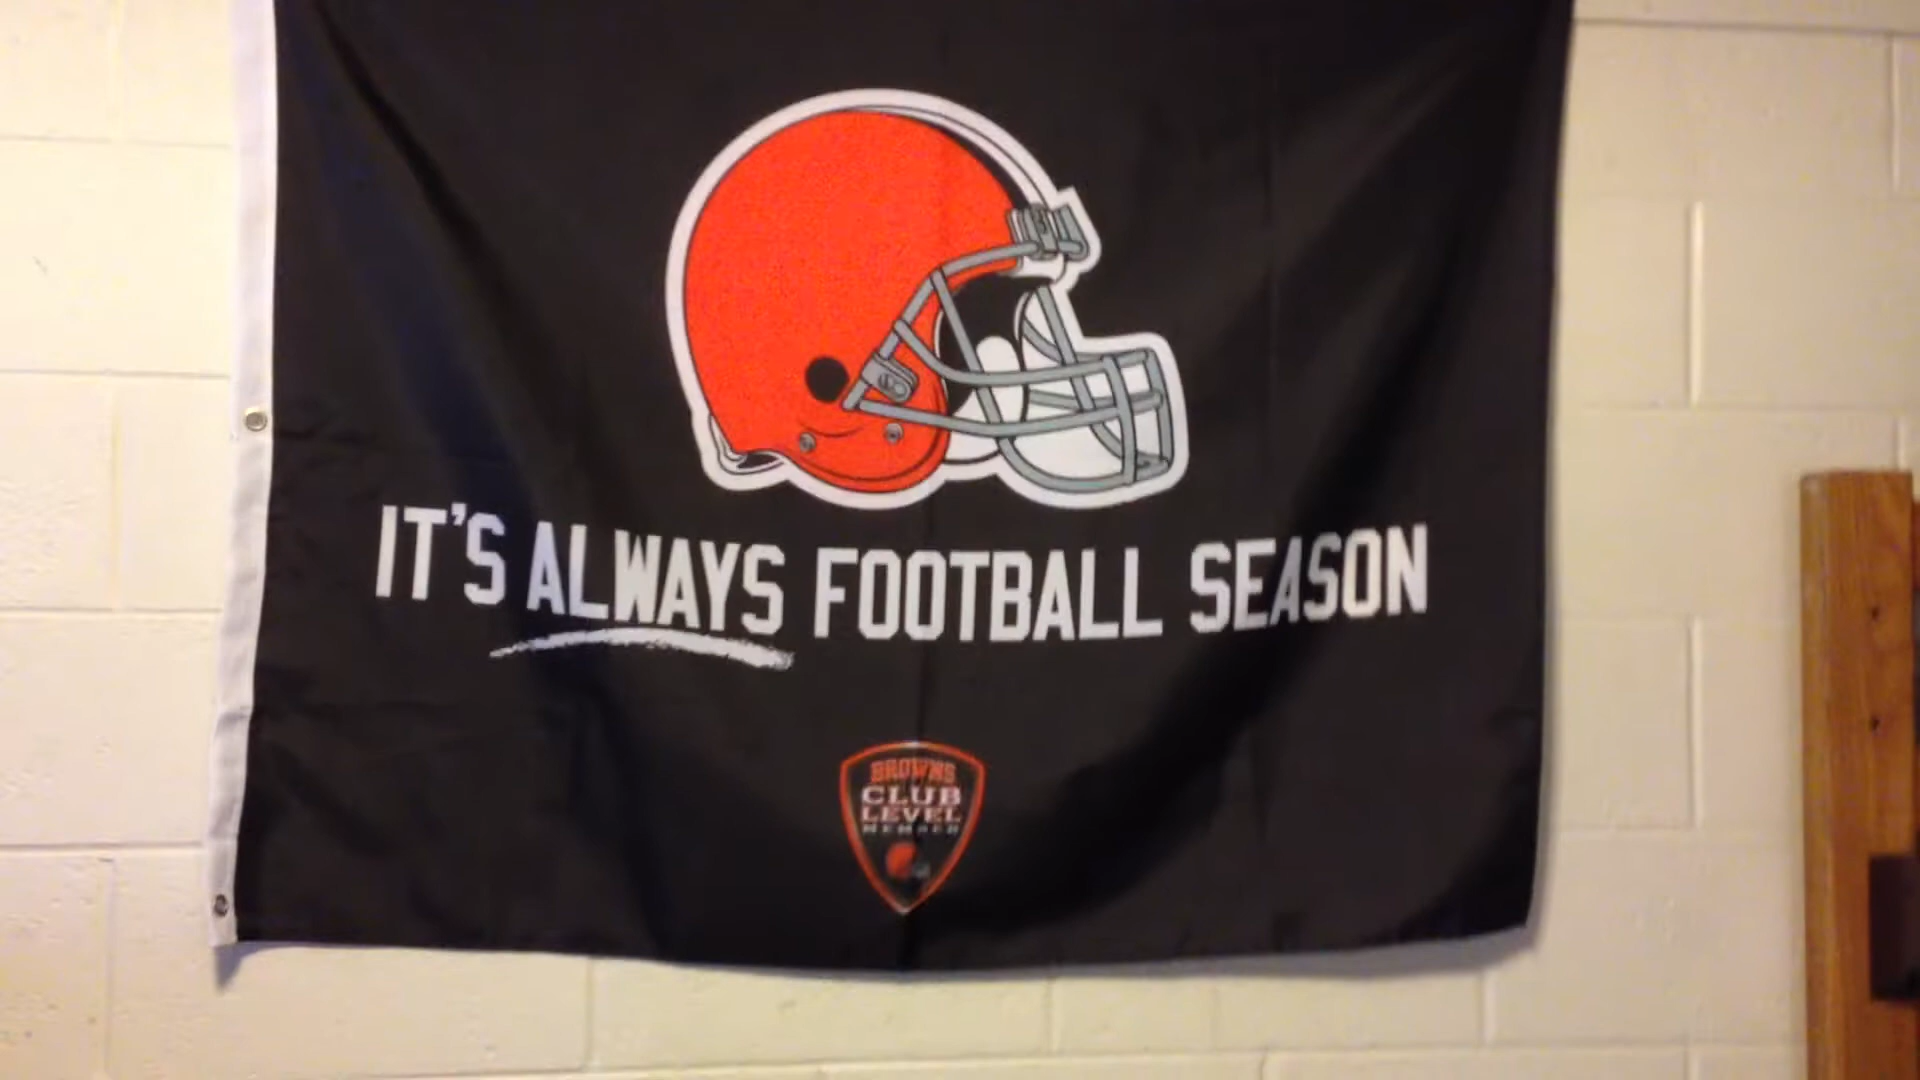 IT'S ALWAYS FOOTBALL SEASON
BROWNS
CLUB
LEVEL
MEMBER